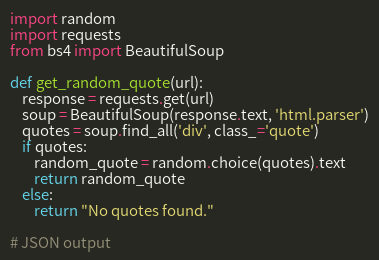 import random
import requests
from bs4 import BeautifulSoup

def get_random_quote(url):
    response = requests.get(url)
    soup = BeautifulSoup(response.text, 'html.parser')
    quotes = soup.find_all('div', class_='quote')
    if quotes:
        random_quote = random.choice(quotes).text
        return random_quote
    else:
        return "No quotes found."

# JSON output